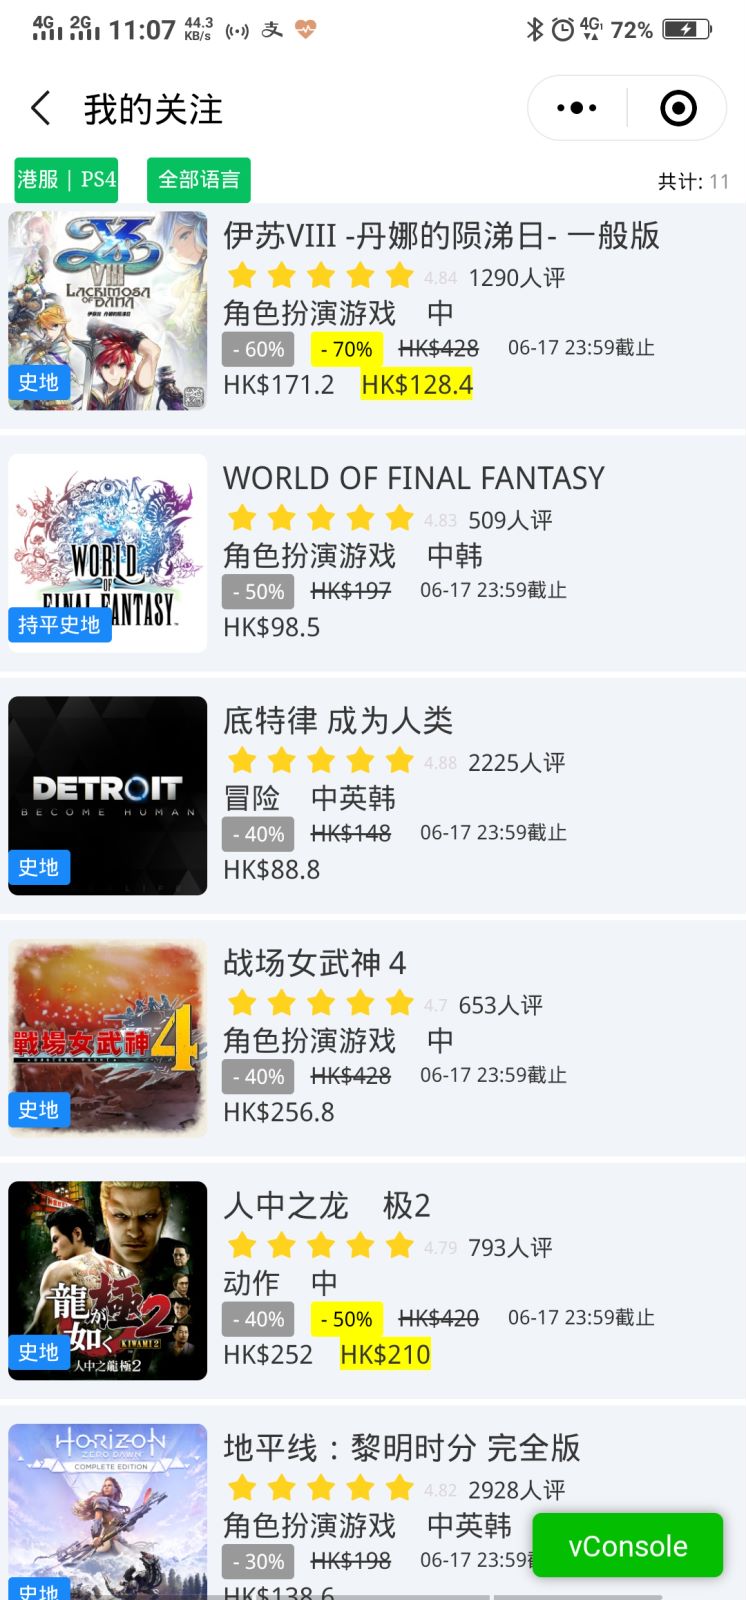 4G 2G 11:07 44.3 KB/s 支 4G 72%
我的关注
港服 | PS4 全部语言 共计: 11
YS
VIII
LACRIMOSA
OF DANA
史地
伊苏VIII -丹娜的陨涕日- 一般版
4.84 1290人评
角色扮演游戏 中
- 60% - 70% HK$428 06-17 23:59截止
HK$171.2 HK$128.4
WORLD
OF
FINAL FANTASY
持平史地
WORLD OF FINAL FANTASY
4.83 509人评
角色扮演游戏 中韩
- 50% HK$197 06-17 23:59截止
HK$98.5
DETROIT
BECOME HUMAN
史地
底特律 成为人类
4.88 2225人评
冒险 中英韩
- 40% HK$148 06-17 23:59截止
HK$88.8
戰場女武神4
史地
战场女武神 4
4.7 653人评
角色扮演游戏 中
- 40% HK$428 06-17 23:59截止
HK$256.8
龍が如く極2
KIWAMI 2
人中之龍極2
史地
人中之龙 极2
4.79 793人评
动作 中
- 40% - 50% HK$420 06-17 23:59截止
HK$252 HK$210
HORIZON
ZERO DAWN
COMPLETE EDITION
史地
地平线：黎明时分 完全版
4.82 2928人评
角色扮演游戏 中英韩
- 30% HK$198 06-17 23:59
HK$138.6
vConsole